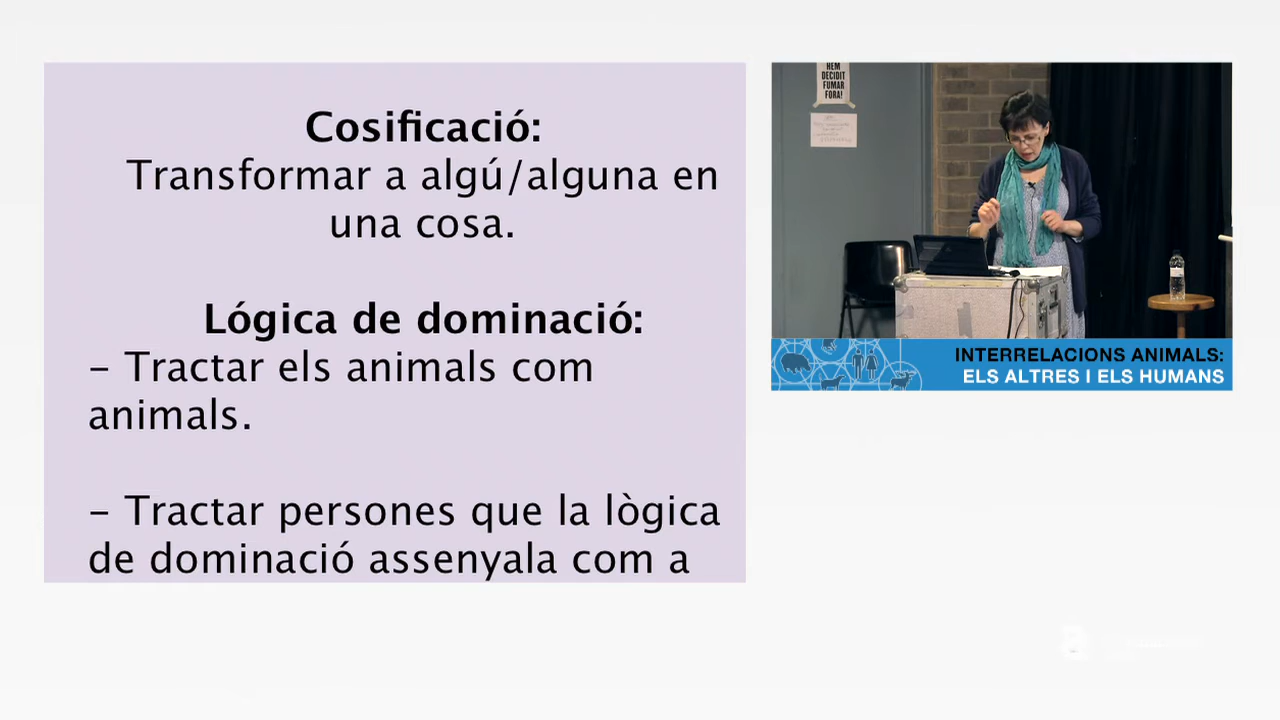 Cosificació:
Transformar a algú/alguna en
una cosa.
Lógica de dominació:
- Tractar els animals com
animals.
- Tractar persones que la lògica
de dominació assenyala com a
HEM
DECIDIT
FUMAR
FORA!
INTERRELACIONS ANIMALS:
ELS ALTRES I ELS HUMANS